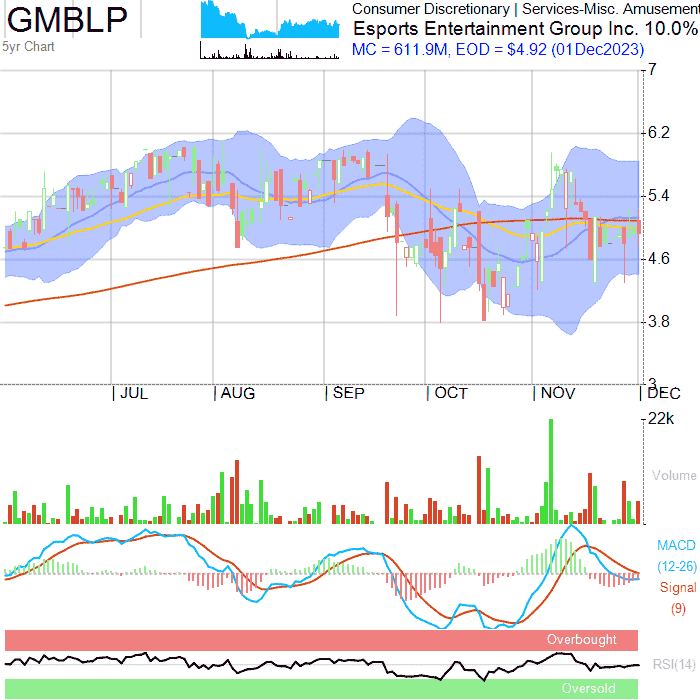 GMBLP
5yr Chart
Consumer Discretionary | Services-Misc. Amusement
Esports Entertainment Group Inc. 10.0%
MC = 611.9M, EOD = $4.92 (01Dec2023)
7
6.2
5.4
4.6
3.8
3
JUL AUG SEP OCT NOV DEC
22k
Volume
MACD
(12-26)
Signal
(9)
Overbought
RSI(14)
Oversold